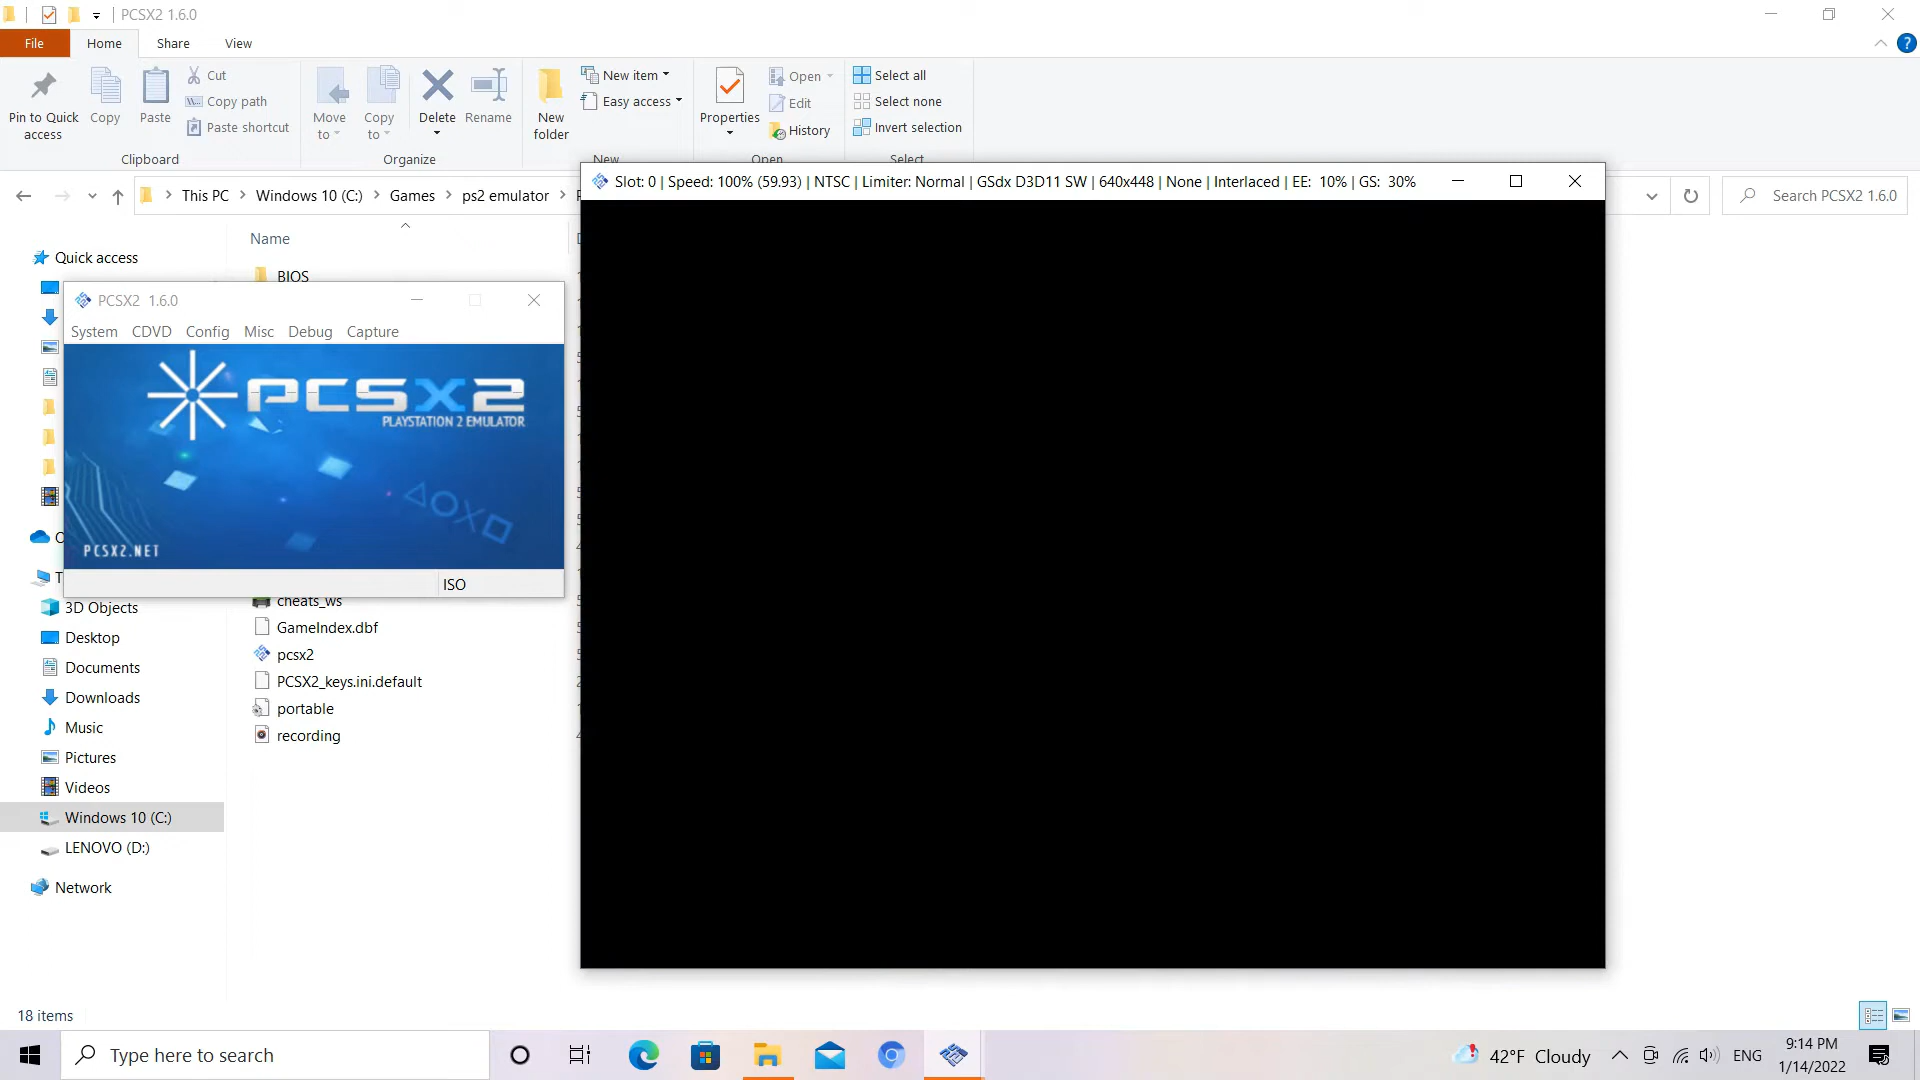 PCSX2 1.6.0
File
Home
Share
View
Pin to Quick access
Copy
Paste
Cut
Copy path
Paste shortcut
Clipboard
Move to
Copy to
Delete
Rename
Organize
New folder
New item
Easy access
New
Properties
Open
Edit
History
Open
Select all
Select none
Invert selection
Select
This PC
Windows 10 (C:)
Games
ps2 emulator
Search PCSX2 1.6.0
Slot: 0 | Speed: 100% (59.93) | NTSC | Limiter: Normal | GSdx D3D11 SW | 640x448 | None | Interlaced | EE: 10% | GS: 30%
Name
Quick access
BIOS
PCSX2 1.6.0
System
CDVD
Config
Misc
Debug
Capture
PCSX2
PLAYSTATION 2 EMULATOR
PCSX2.NET
ISO
cheats_ws
GameIndex.dbf
pcsx2
PCSX2_keys.ini.default
portable
recording
3D Objects
Desktop
Documents
Downloads
Music
Pictures
Videos
Windows 10 (C:)
LENOVO (D:)
Network
18 items
Type here to search
42°F Cloudy
ENG
9:14 PM
1/14/2022